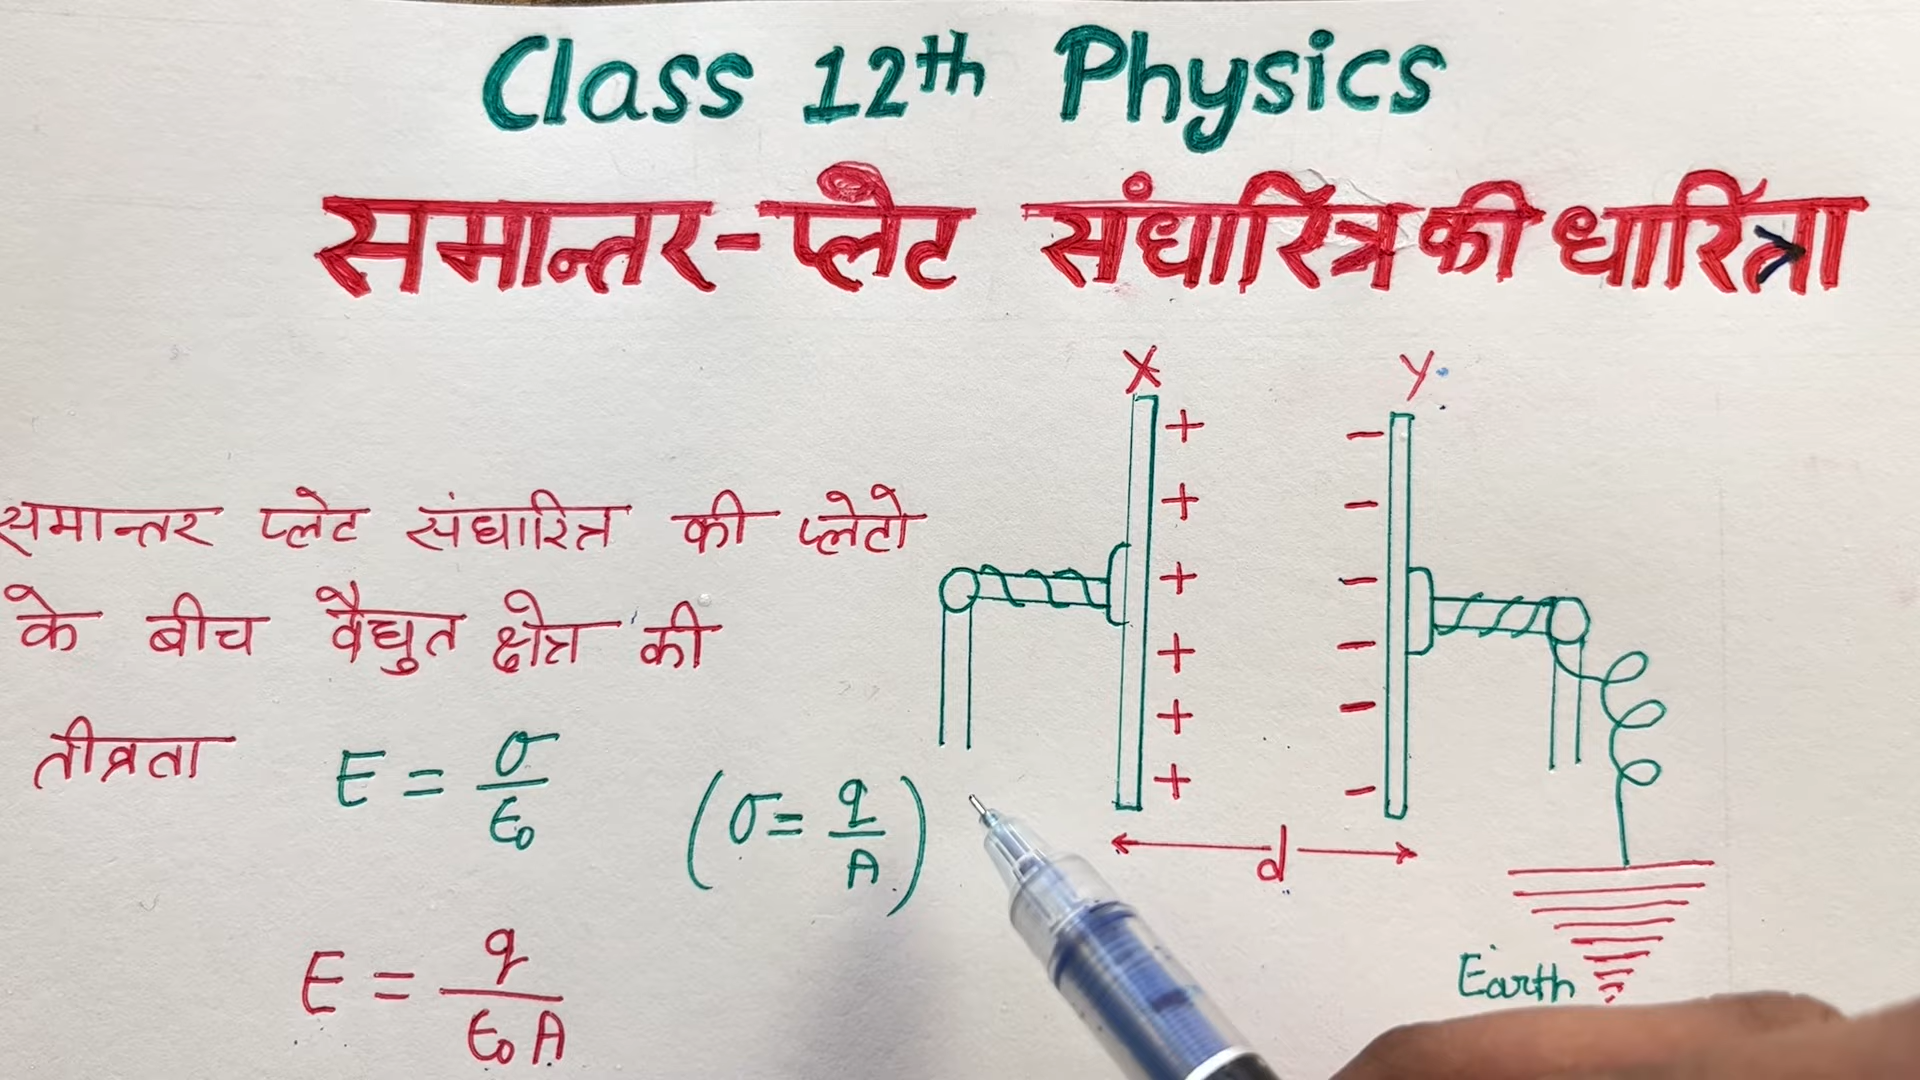 Class 12th Physics
समान्तर-प्लेट संधारित्र की धारिता
X
Y
+ + + + + +
- - - - - - -
समान्तर प्लेट संधारित्र की प्लेटो
के बीच वैद्युत क्षेत्र की
तीव्रता E = σ/ε₀
(σ = q/A)
d
E = q/ε₀A
Earth